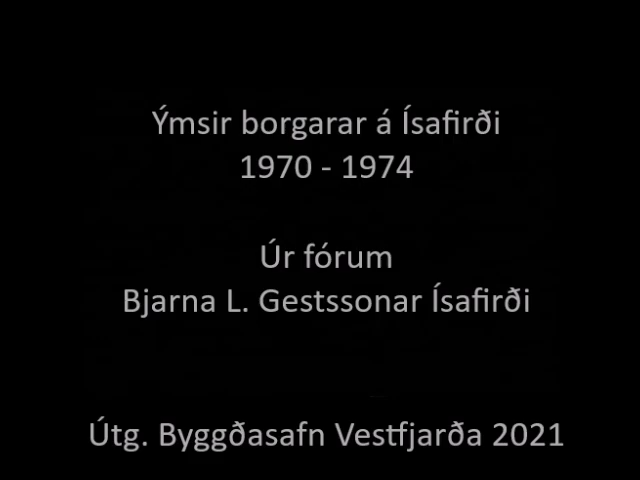 Ýmsir borgarar á Ísafirði
1970 - 1974
Úr fórum
Bjarna L. Gestssonar Ísafirði
Útg. Byggðasafn Vestfjarða 2021